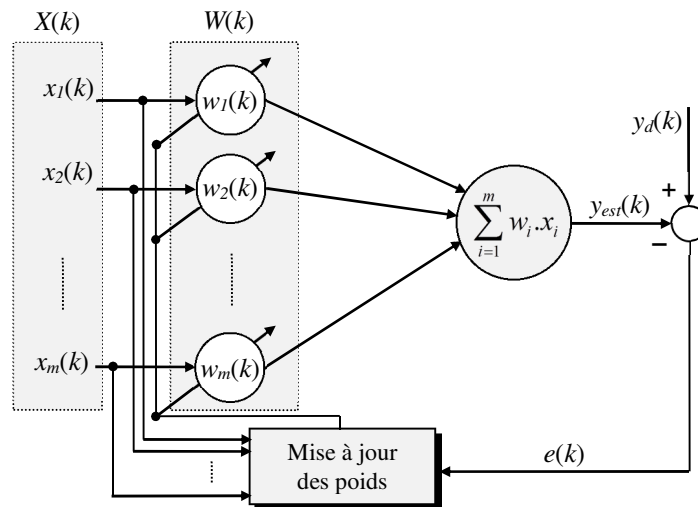 X(k)
W(k)
x1(k)
w1(k)
yd(k)
x2(k)
w2(k)
+
∑ i=1 m wi.xi
yest(k)
−
xm(k)
wm(k)
Mise à jour
des poids
e(k)